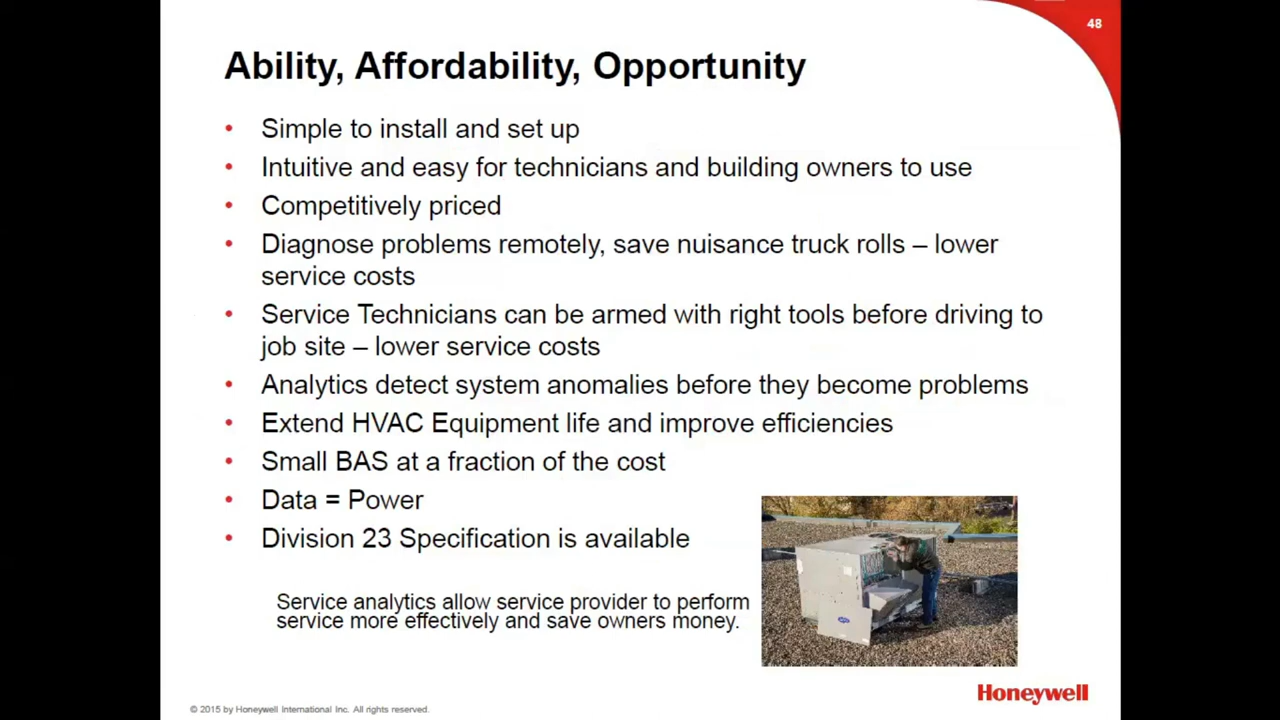 48
Ability, Affordability, Opportunity
• Simple to install and set up
• Intuitive and easy for technicians and building owners to use
• Competitively priced
• Diagnose problems remotely, save nuisance truck rolls – lower
service costs
• Service Technicians can be armed with right tools before driving to
job site – lower service costs
• Analytics detect system anomalies before they become problems
• Extend HVAC Equipment life and improve efficiencies
• Small BAS at a fraction of the cost
• Data = Power
• Division 23 Specification is available
Service analytics allow service provider to perform
service more effectively and save owners money.
Honeywell
© 2015 by Honeywell International Inc. All rights reserved.